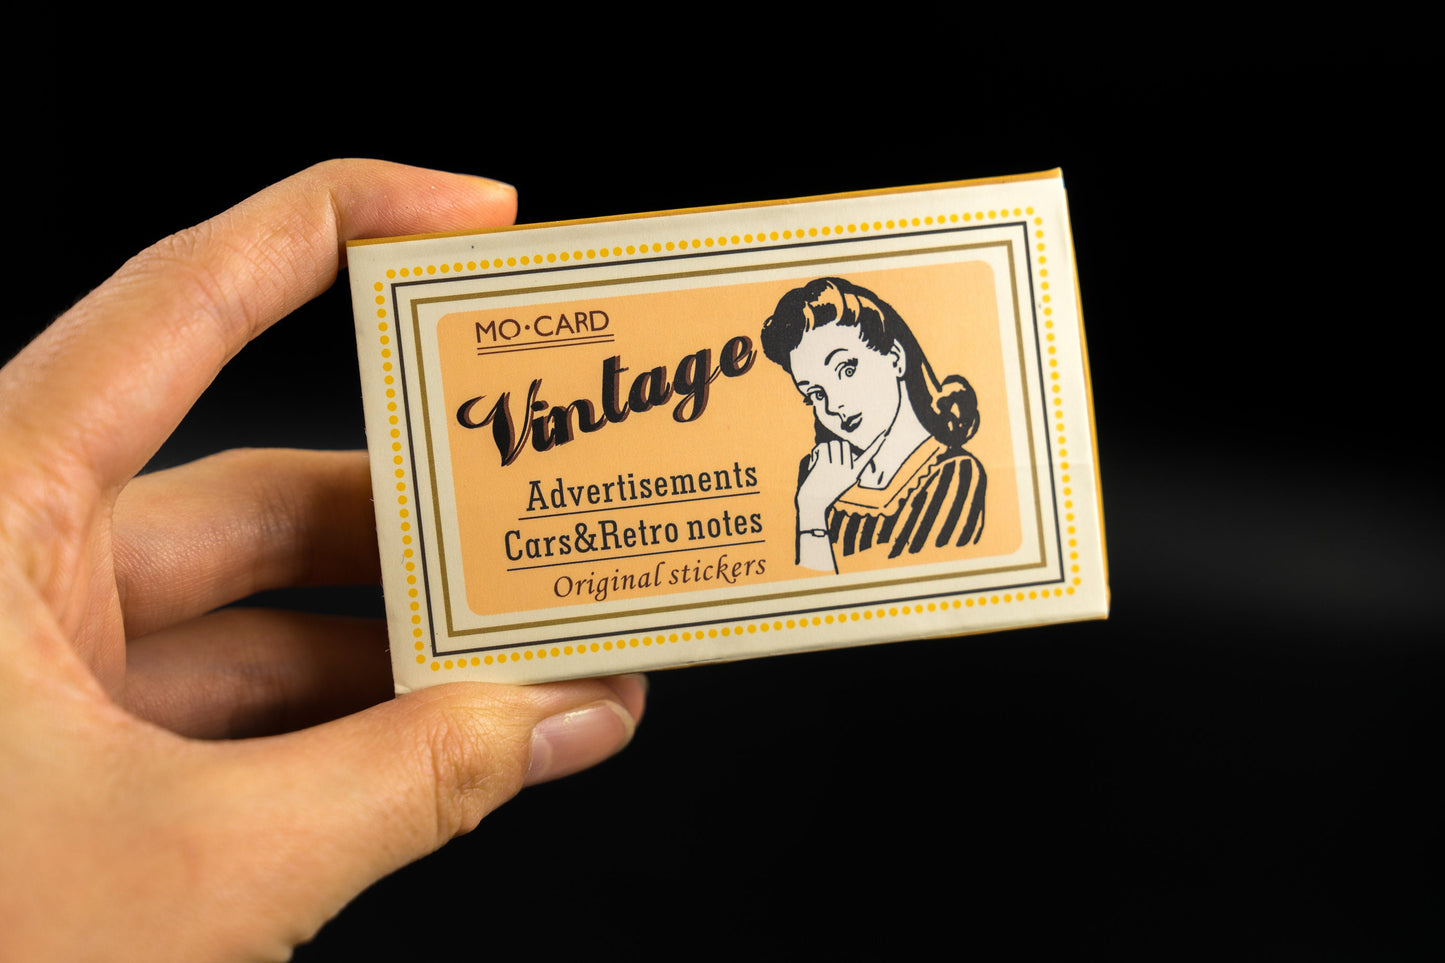 MO·CARD
Vintage
Advertisements
Cars&Retro notes
Original stickers